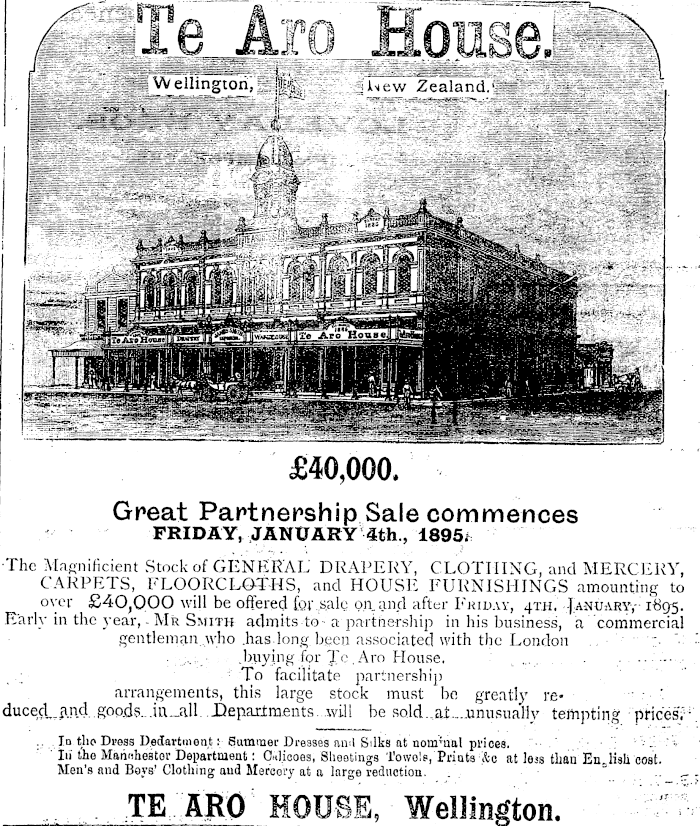 Te Aro House.
Wellington, New Zealand.
Te Aro House
Te Aro House
£40,000.
Great Partnership Sale commences
FRIDAY, JANUARY 4th., 1895.
The Magnificient Stock of GENERAL DRAPERY, CLOTHING, and MERCERY,
CARPETS, FLOORCLOTHS, and HOUSE FURNISHINGS amounting to
over £40,000 will be offered for sale on and after FRIDAY, 4TH. JANUARY, 1895.
Early in the year, MR SMITH admits to a partnership in his business, a commercial
gentleman who has long been associated with the London
buying for Te Aro House.
To facilitate partnership
arrangements, this large stock must be greatly re-
duced and goods in all Departments will be sold at unusually tempting prices.
In the Dress Dedartment: Summer Dresses and Silks at nominal prices.
In the Manchester Department: Calicoes, Sheetings Towels, Prints &c at less than English cost.
Men's and Boys' Clothing and Mercery at a large reduction.
TE ARO HOUSE, Wellington.